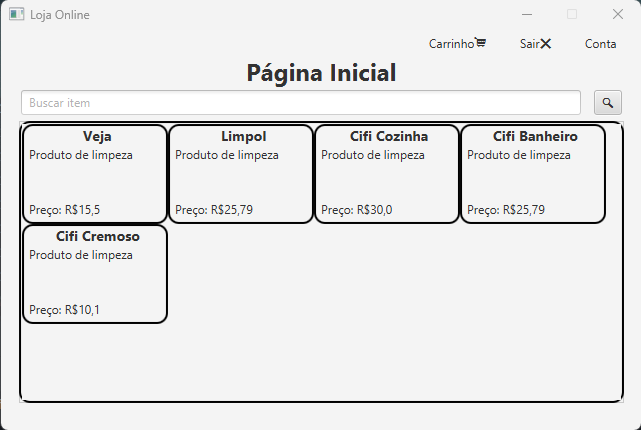 Loja Online
Carrinho Sair Conta
Página Inicial
Buscar item
Veja
Produto de limpeza
Preço: R$15,5
Limpol
Produto de limpeza
Preço: R$25,79
Cifi Cozinha
Produto de limpeza
Preço: R$30,0
Cifi Banheiro
Produto de limpeza
Preço: R$25,79
Cifi Cremoso
Produto de limpeza
Preço: R$10,1